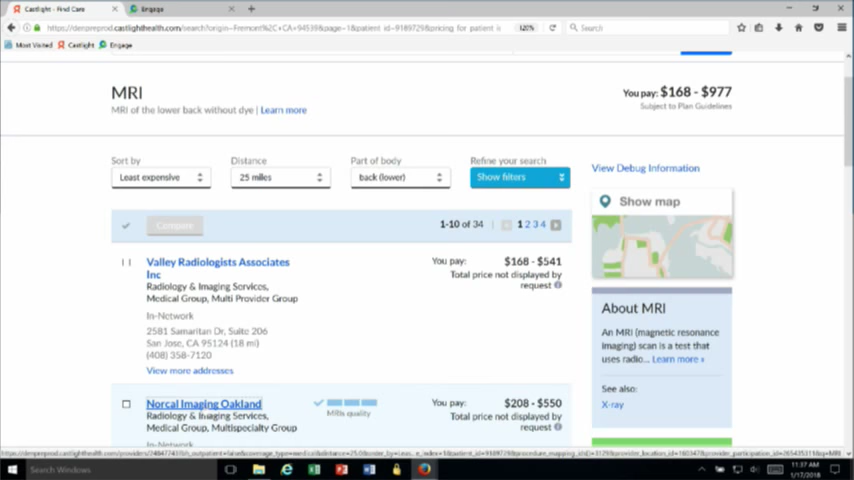 Castlight - Find Care
Engage
https://denpreprod.castlighthealth.com/search?origin=Fremont%2C+CA+94539&page=1&patient_id=9189729&pricing_for_patient_i
120%
Search
Most Visited Castlight Engage
MRI
MRI of the lower back without dye | Learn more
You pay: $168 - $977
Subject to Plan Guidelines
Sort by
Least expensive
Distance
25 miles
Part of body
back (lower)
Refine your search
Show filters
View Debug Information
Show map
Compare
1-10 of 34 | 1 2 3 4
Valley Radiologists Associates
Inc
Radiology & Imaging Services,
Medical Group, Multi Provider Group
In-Network
2581 Samaritan Dr, Suite 206
San Jose, CA 95124 (18 mi)
(408) 358-7120
View more addresses
You pay: $168 - $541
Total price not displayed by
request
About MRI
An MRI (magnetic resonance
imaging) scan is a test that
uses radio... Learn more »
See also:
X-ray
Norcal Imaging Oakland
Radiology & Imaging Services,
Medical Group, Multispecialty Group
In-Network
MRIs quality
You pay: $208 - $550
Total price not displayed by
request
Search Windows
11:37 AM
1/17/2018